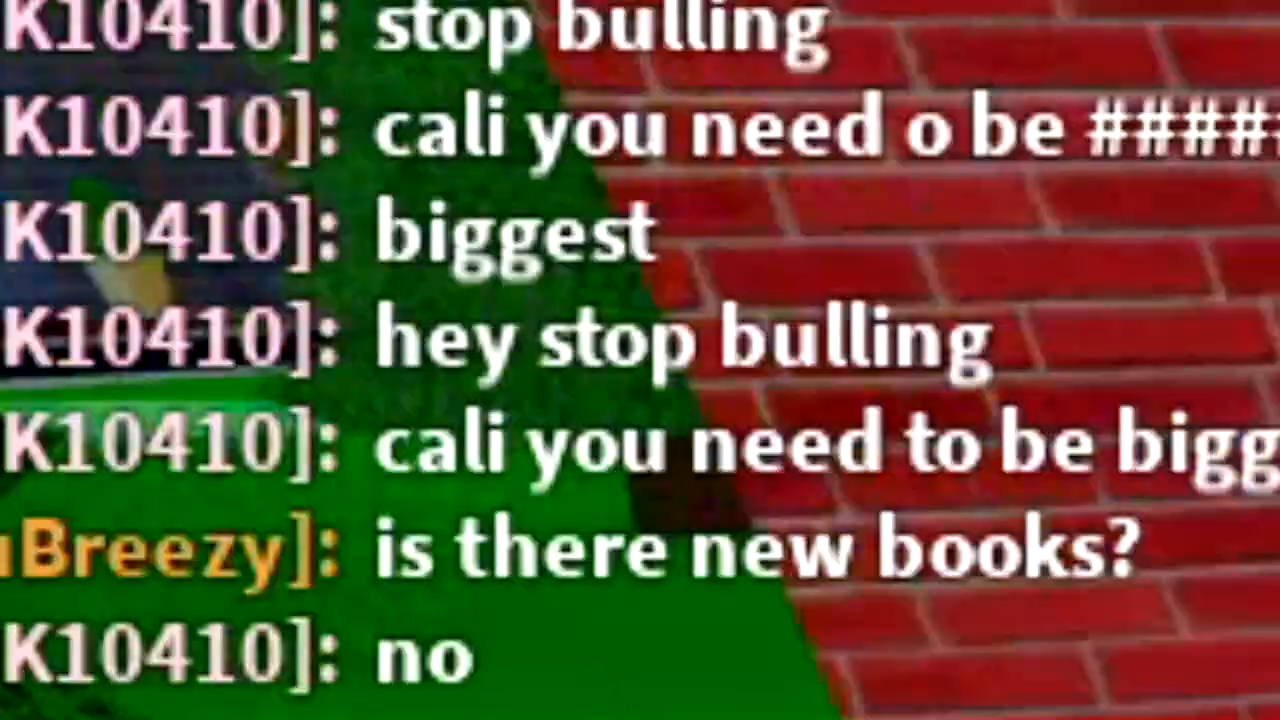 K10410]: stop bulling
K10410]: cali you need o be ####
K10410]: biggest
K10410]: hey stop bulling
K10410]: cali you need to be bigg
Breezy]: is there new books?
K10410]: no